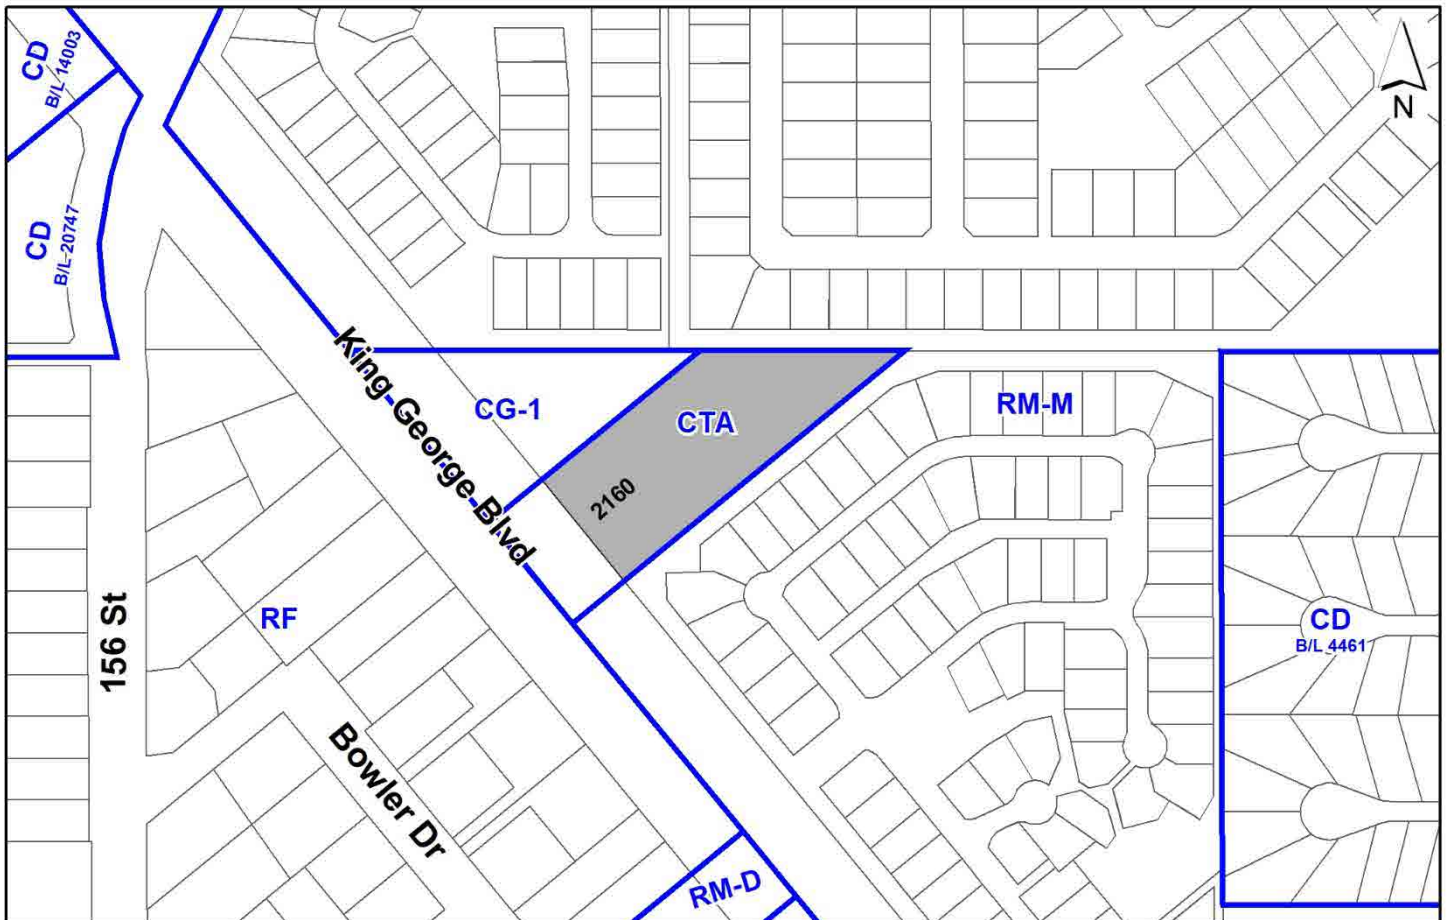 CD
B/L 14003
N
CD
B/L 20747
King George Blvd
CG-1
CTA
RM-M
2160
156 St
RF
CD
B/L 4461
Bowler Dr
RM-D